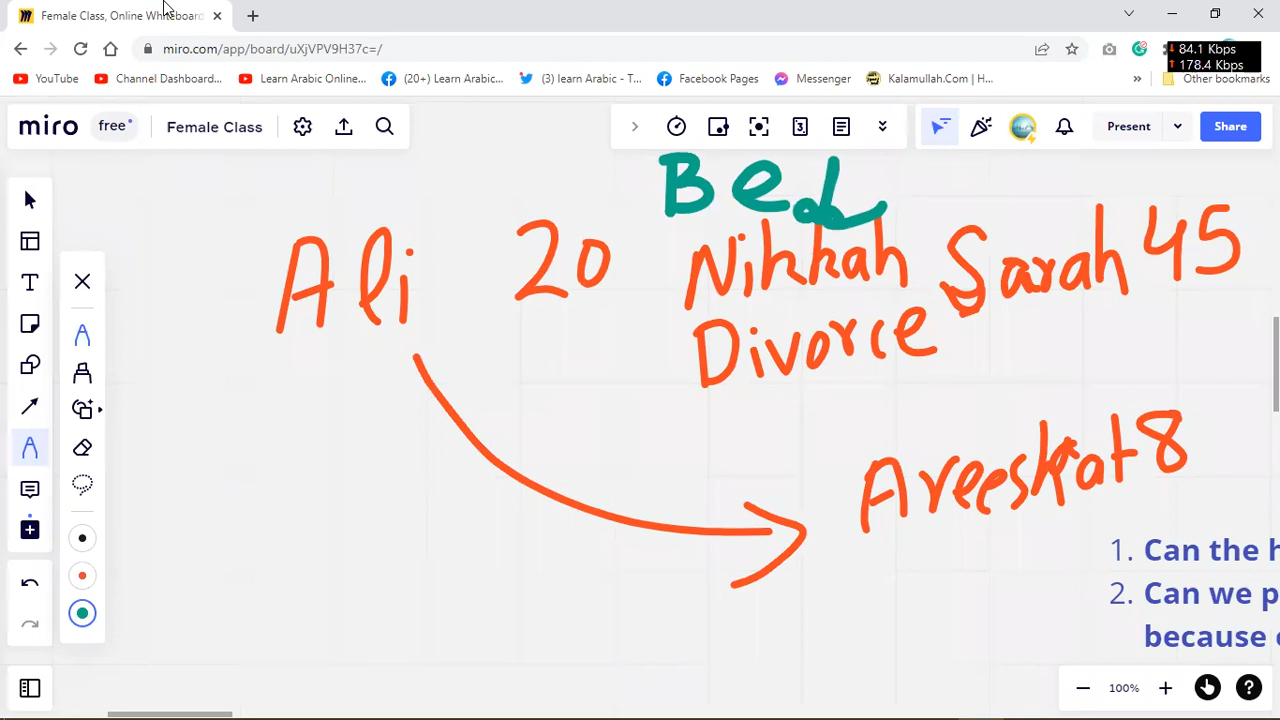 Female Class, Online Whiteboard
miro.com/app/board/uXjVPV9H37c=/
84.1 Kbps
178.4 Kbps
YouTube
Channel Dashboard...
Learn Arabic Online...
(20+) Learn Arabic...
(3) learn Arabic - T...
Facebook Pages
Messenger
Kalamullah.Com | H...
»
Other bookmarks
miro
free
Female Class
Present
Share
Bed
Ali 20 Nikkah Sarah 45
Divorce
Areeshat 8
1. Can the h
2. Can we p
because
100%